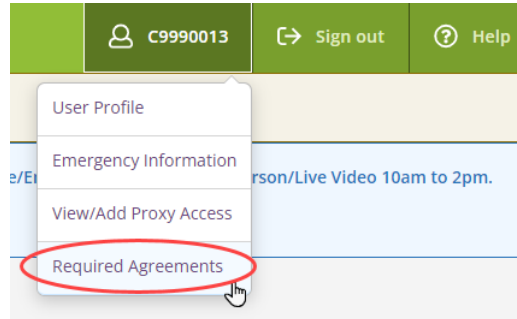 C9990013 Sign out Help
User Profile
Emergency Information
e/E rson/Live Video 10am to 2pm.
View/Add Proxy Access
Required Agreements